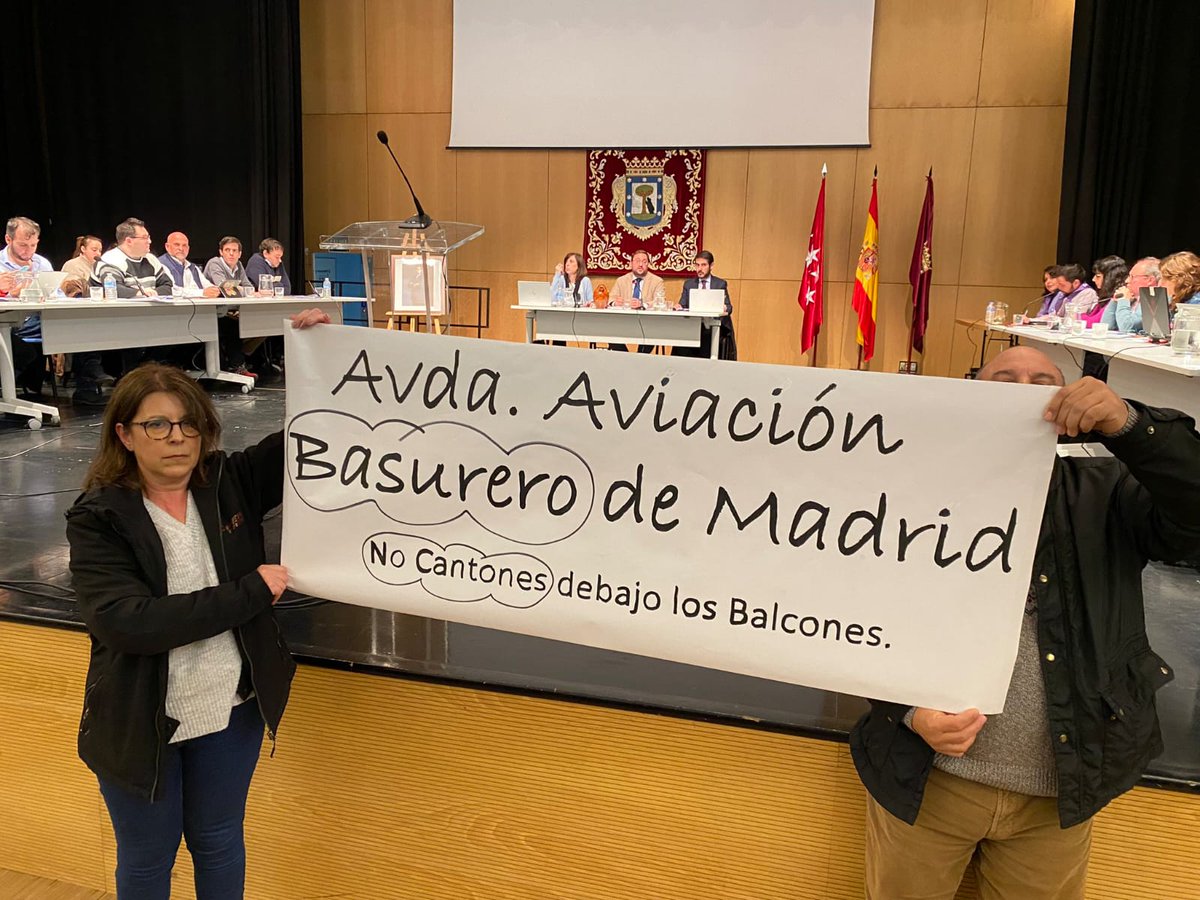 Avda. Aviación
Basurero de Madrid
No Cantones debajo los Balcones.